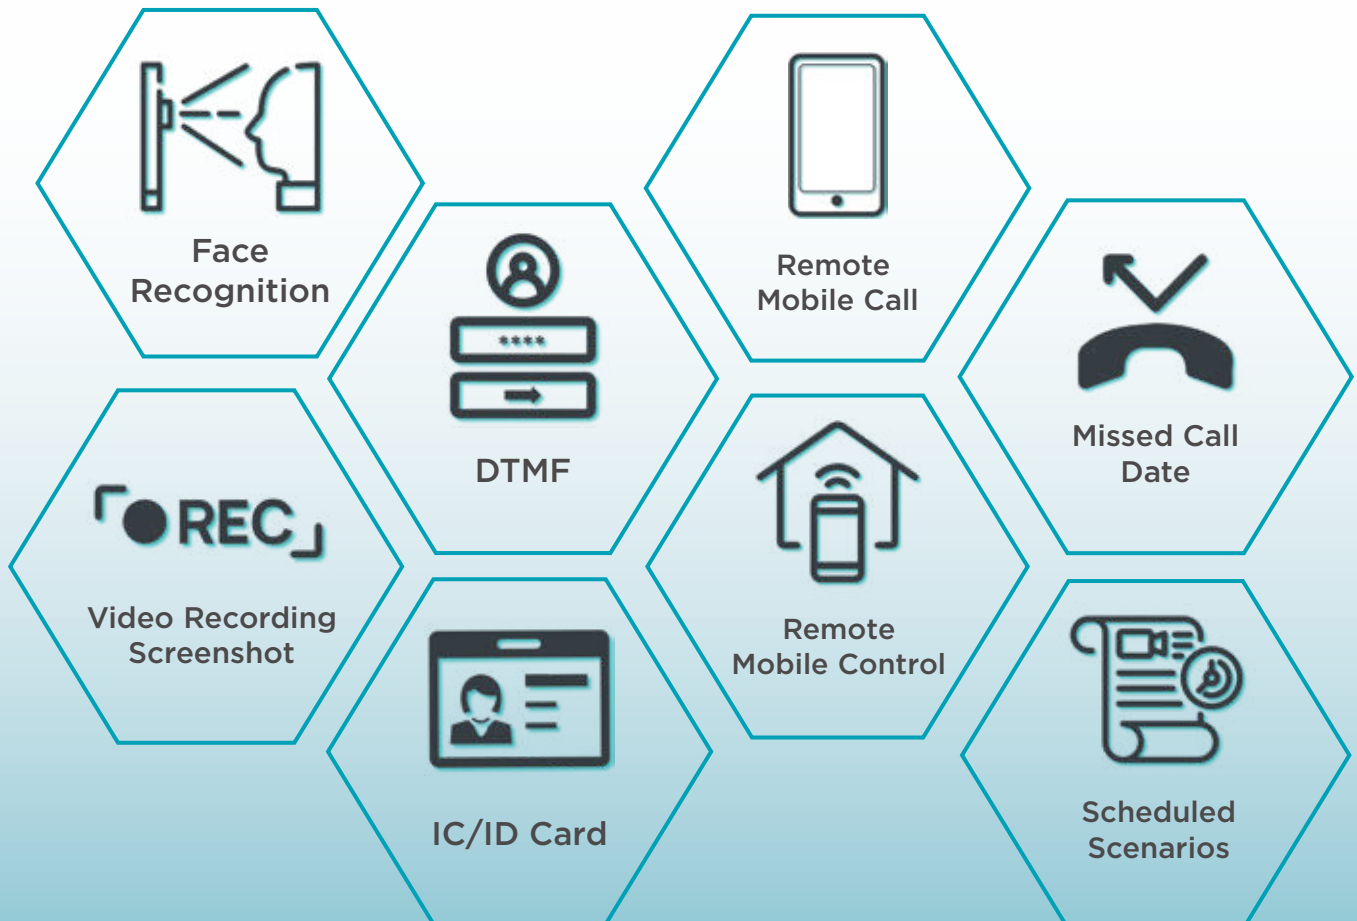 Face
Recognition
Remote
Mobile Call
****
DTMF
Missed Call
Date
REC
Video Recording
Screenshot
Remote
Mobile Control
IC/ID Card
Scheduled
Scenarios